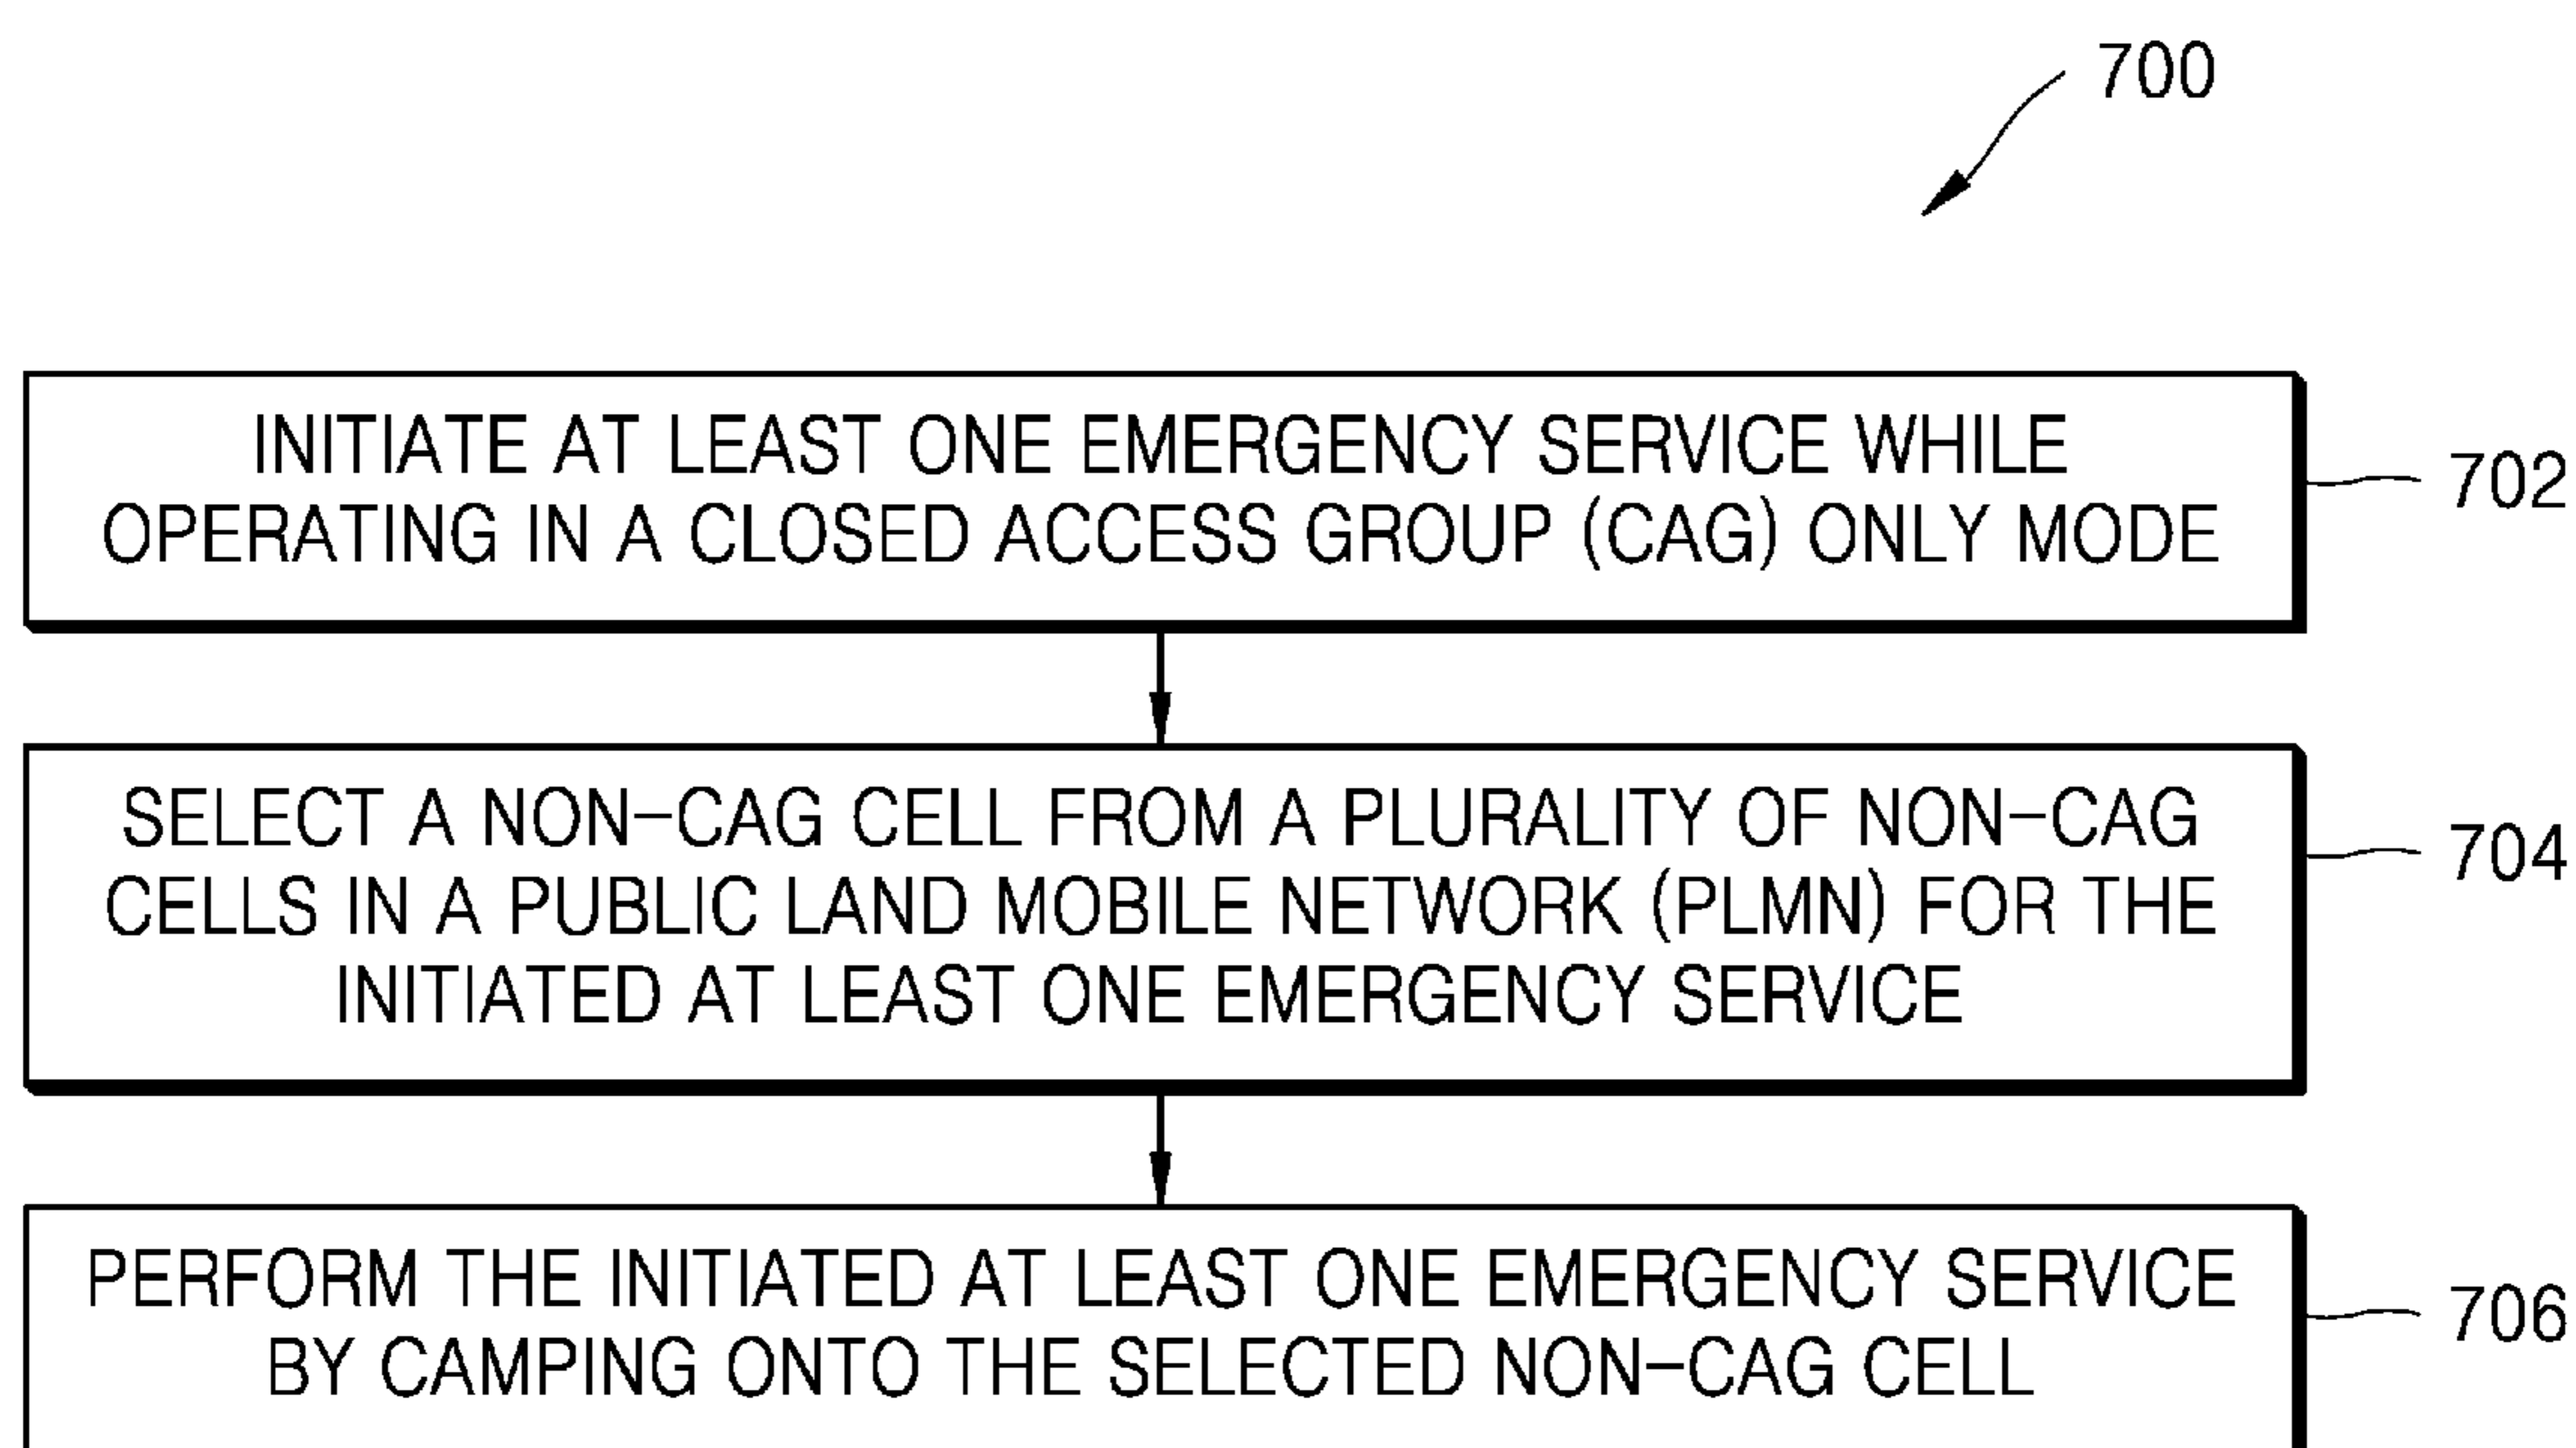 700
INITIATE AT LEAST ONE EMERGENCY SERVICE WHILE
OPERATING IN A CLOSED ACCESS GROUP (CAG) ONLY MODE
702
SELECT A NON-CAG CELL FROM A PLURALITY OF NON-CAG
CELLS IN A PUBLIC LAND MOBILE NETWORK (PLMN) FOR THE
INITIATED AT LEAST ONE EMERGENCY SERVICE
704
PERFORM THE INITIATED AT LEAST ONE EMERGENCY SERVICE
BY CAMPING ONTO THE SELECTED NON-CAG CELL
706